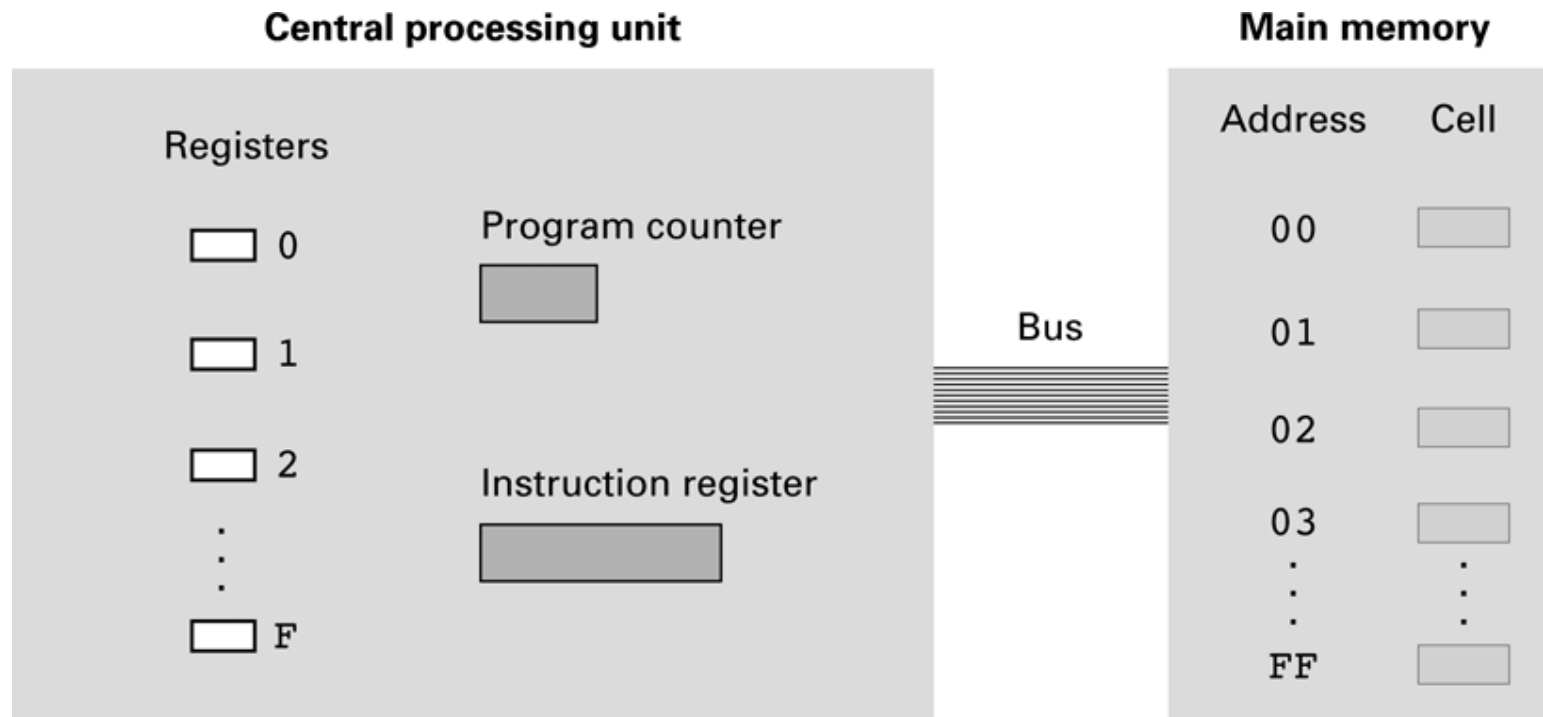 Central processing unit
Registers
0
1
2
F
Program counter
Instruction register
Bus
Main memory
Address Cell
00
01
02
03
FF